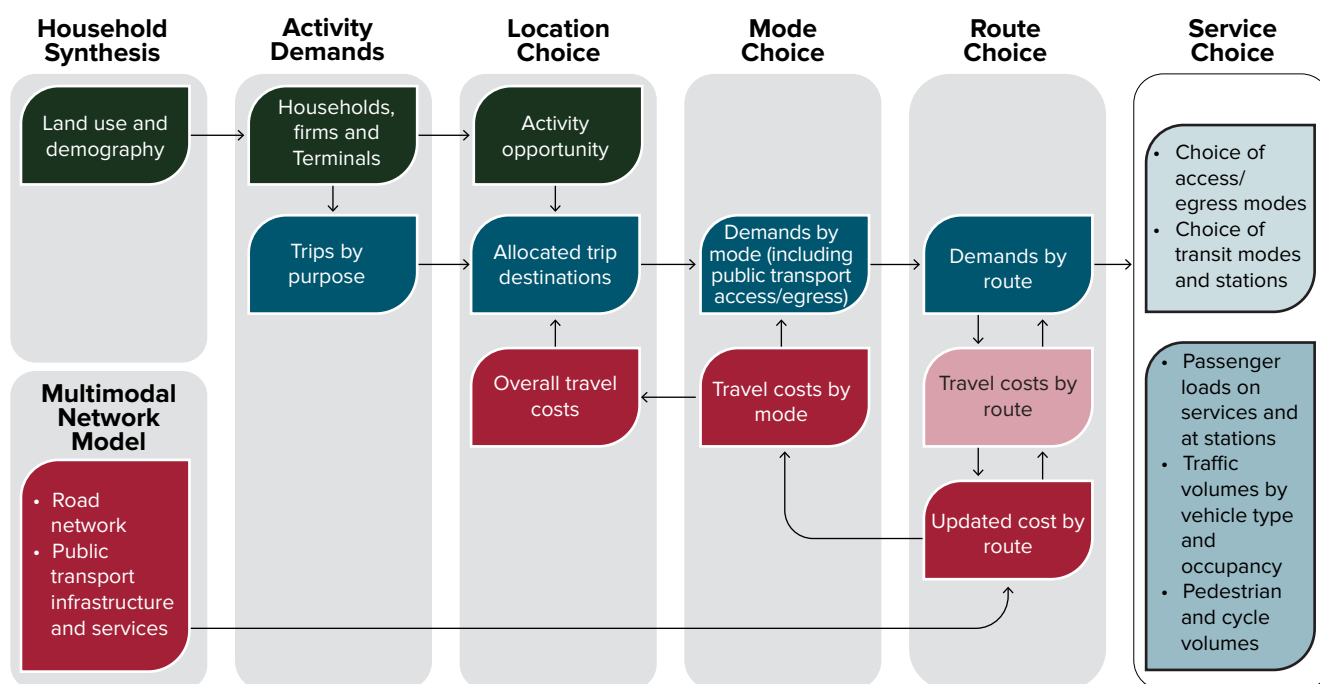 Household
Synthesis
Activity
Demands
Location
Choice
Mode
Choice
Route
Choice
Service
Choice
Land use and
demography
Households,
firms and
Terminals
Activity
opportunity
• Choice of
access/
egress modes
• Choice of
transit modes
and stations
Trips by
purpose
Allocated trip
destinations
Demands by
mode (including
public transport
access/egress)
Demands by
route
Overall travel
costs
Travel costs by
mode
Travel costs by
route
• Passenger
loads on
services and
at stations
• Traffic
volumes by
vehicle type
and
occupancy
• Pedestrian
and cycle
volumes
Multimodal
Network
Model
• Road
network
• Public
transport
infrastructure
and services
Updated cost by
route